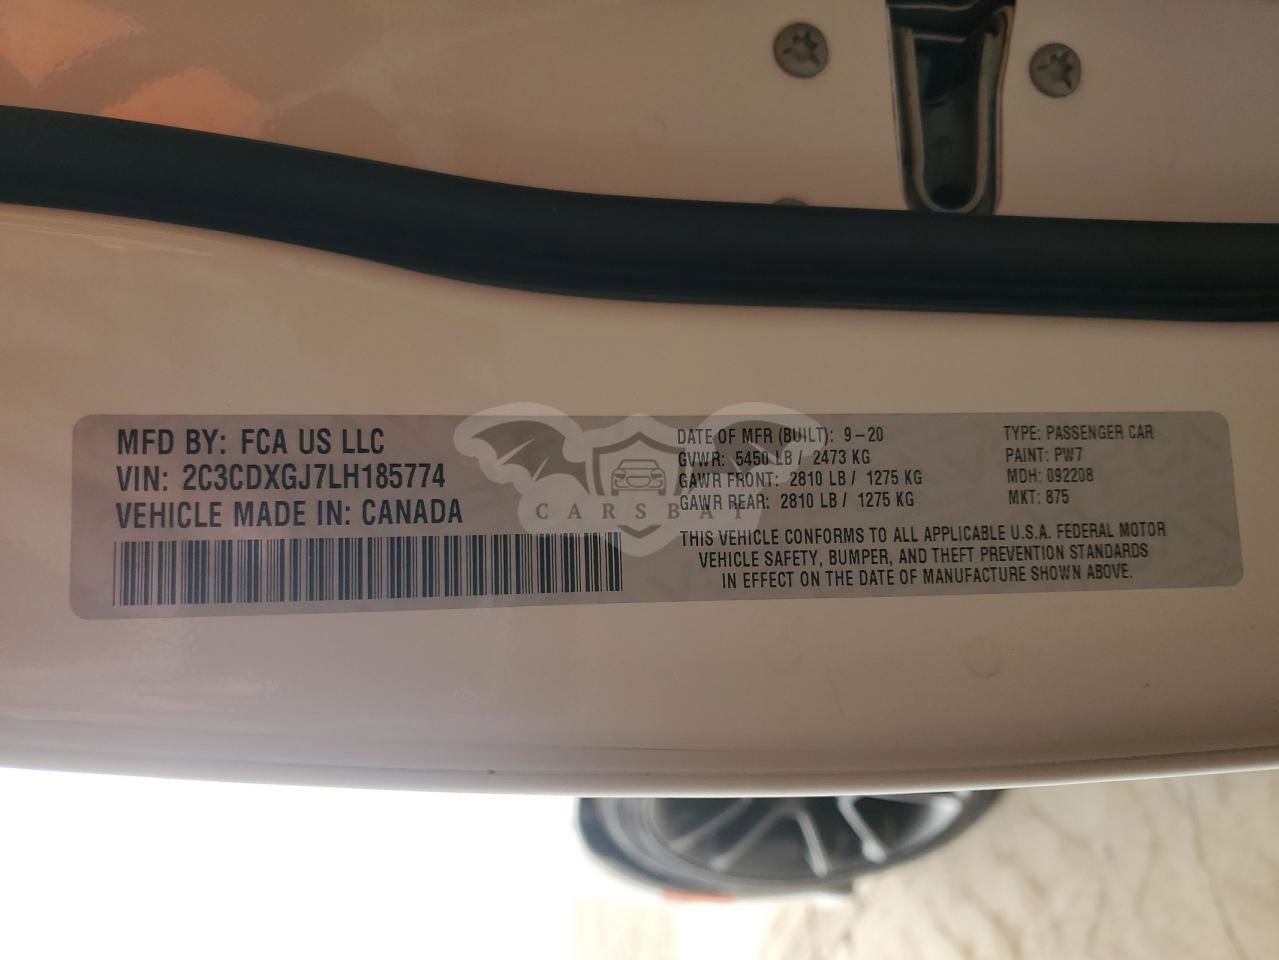 MFD BY: FCA US LLC
VIN: 2C3CDXGJ7LH185774
VEHICLE MADE IN: CANADA
DATE OF MFR (BUILT): 9-20
GVWR: 5450 LB / 2473 KG
GAWR FRONT: 2810 LB / 1275 KG
GAWR REAR: 2810 LB / 1275 KG
TYPE: PASSENGER CAR
PAINT: PW7
MDH: 092208
MKT: 875
THIS VEHICLE CONFORMS TO ALL APPLICABLE U.S.A. FEDERAL MOTOR
VEHICLE SAFETY, BUMPER, AND THEFT PREVENTION STANDARDS
IN EFFECT ON THE DATE OF MANUFACTURE SHOWN ABOVE.
CARSBAT